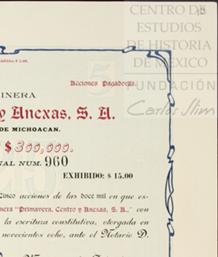 CENTRO DE
ESTUDIOS
DE HISTORIA
DE MEXICO
FUNDACIÓN
Carlos Slim
Acciones Pagadoras.
INERA
y Anexas, S. A.
DE MICHOACAN.
$300,000.
AL NUM. 960
EXHIBIDO: $ 15.00
Cinco acciones de las doce mil en que es-
nera "Primavera, Centro y Anexas, S. A.," con
la escritura constitutiva, otorgada en
novecientos ocho, ante el Notario D.